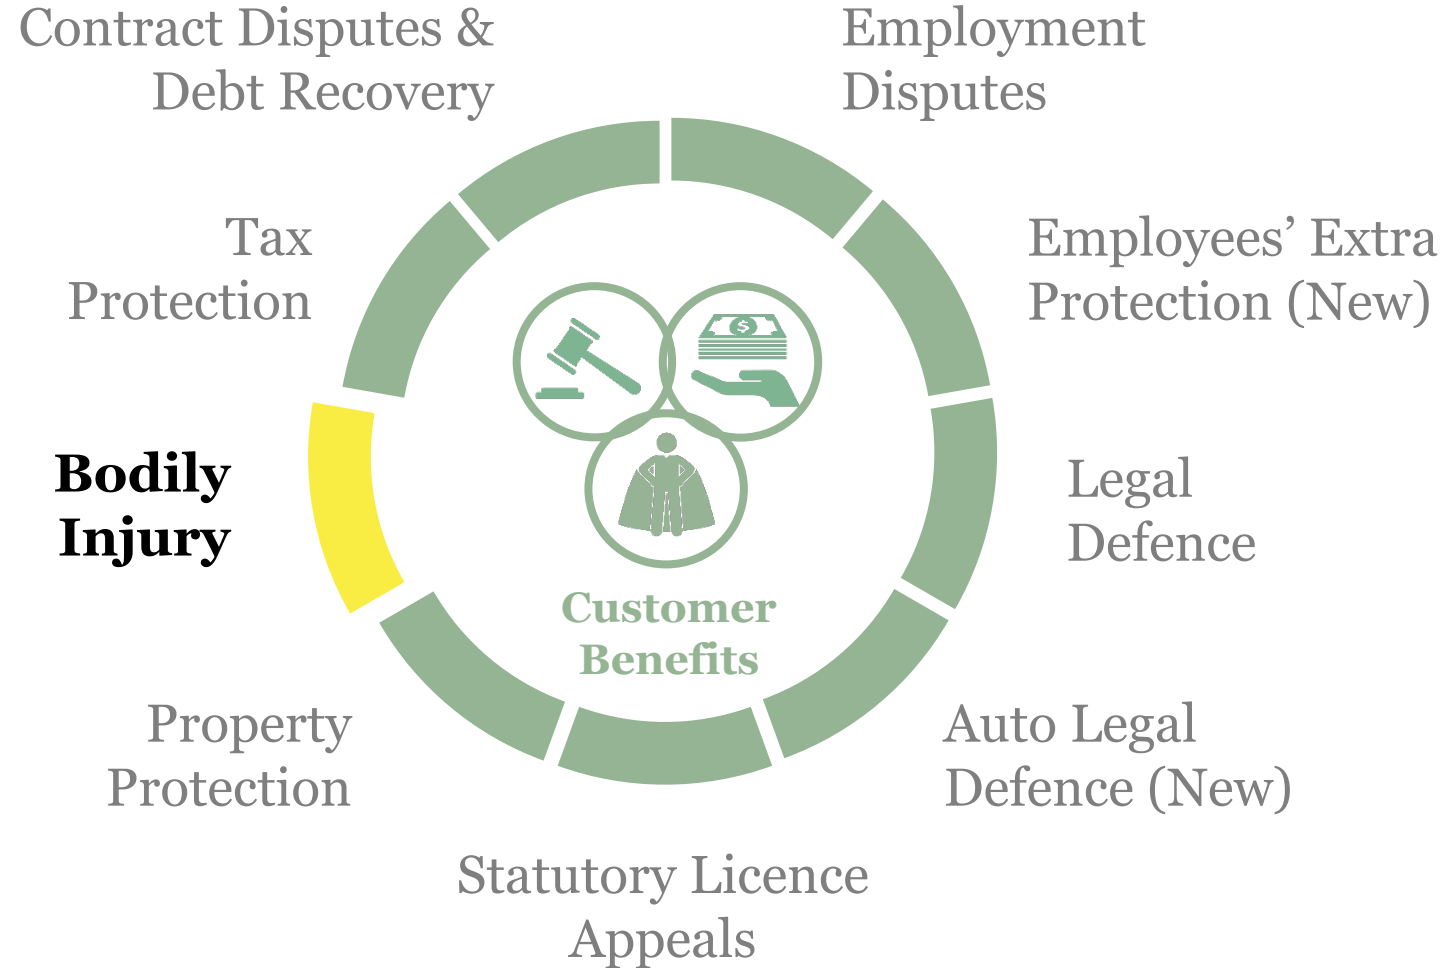 Contract Disputes &
Debt Recovery
Employment
Disputes
Tax
Protection
Employees’ Extra
Protection (New)
$
Bodily
Injury
Legal
Defence
Customer
Benefits
Property
Protection
Auto Legal
Defence (New)
Statutory Licence
Appeals